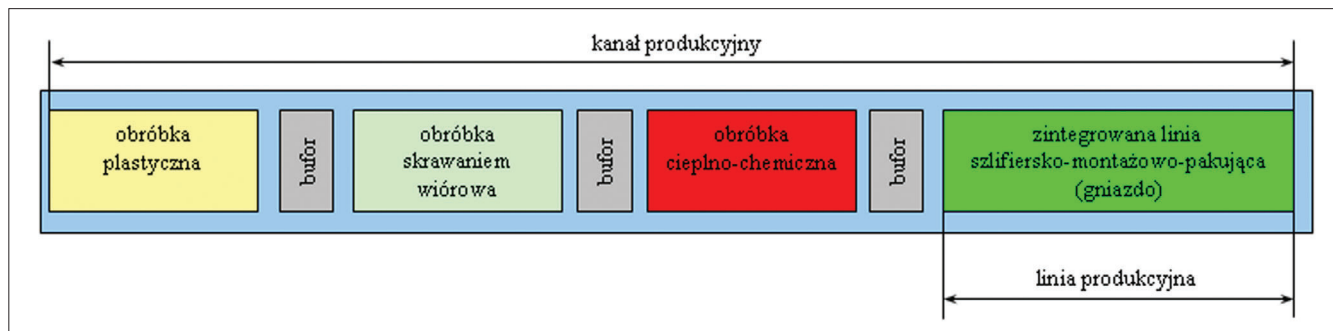 kanał produkcyjny
obróbka
plastyczna
bufor
obróbka
skrawaniem
wiórowa
bufor
obróbka
cieplno-chemiczna
bufor
zintegrowana linia
szlifiersko-montażowo-pakująca
(gniazdo)
linia produkcyjna